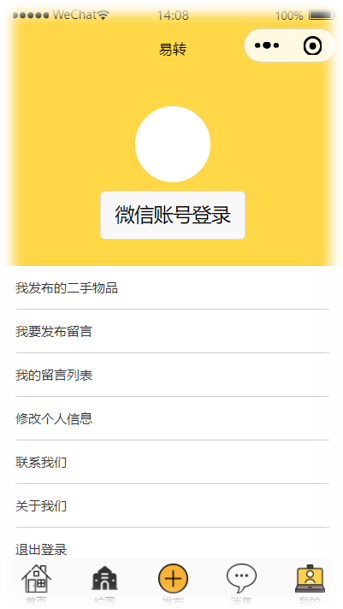 WeChat 14:08 100%
易转
微信账号登录
我发布的二手物品
我要发布留言
我的留言列表
修改个人信息
联系我们
关于我们
退出登录
首页 发布 消息 我的